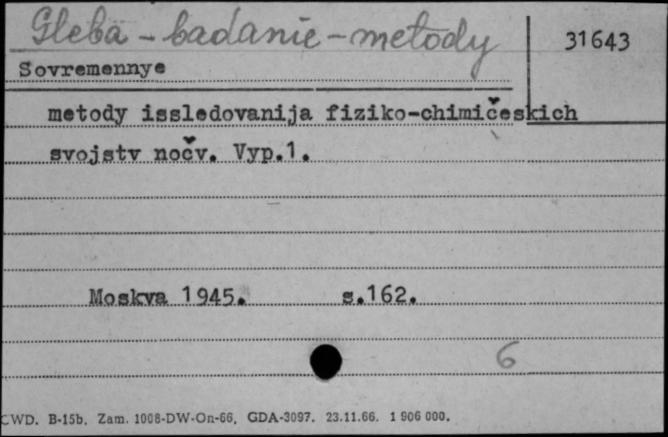 Gleba - badanie - metody
31643
Sovremennye
metody issledovanija fiziko-chimičeskich
svojstv nočv. Vyp.1.
Moskva 1945. s.162.
6
CWD. B-15b. Zam. 1008-DW-On-66. GDA-3097. 23.11.66. 1 906 000.